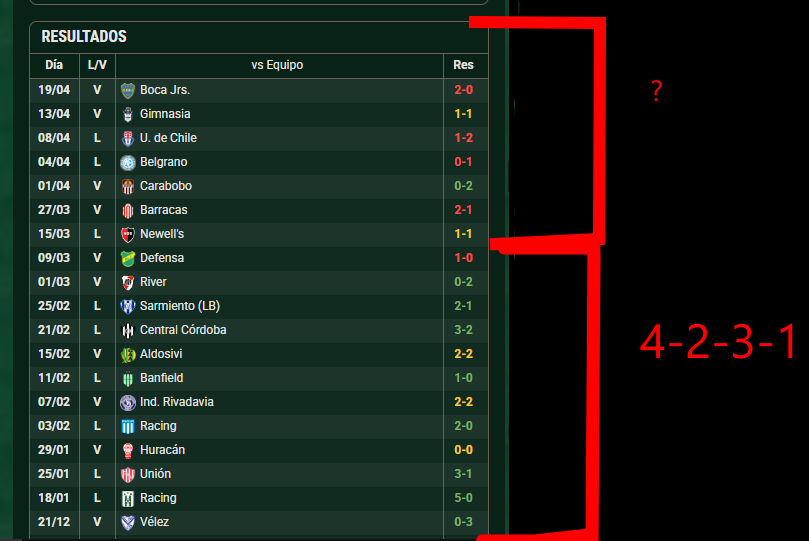 RESULTADOS
Día L/V vs Equipo Res
19/04 V Boca Jrs. 2-0
?
13/04 V Gimnasia 1-1
08/04 L U. de Chile 1-2
04/04 L Belgrano 0-1
01/04 V Carabobo 0-2
27/03 V Barracas 2-1
15/03 L Newell's 1-1
09/03 V Defensa 1-0
01/03 V River 0-2
25/02 L Sarmiento (LB) 2-1
21/02 L Central Córdoba 3-2
4-2-3-1
15/02 V Aldosivi 2-2
11/02 L Banfield 1-0
07/02 V Ind. Rivadavia 2-2
03/02 L Racing 2-0
29/01 V Huracán 0-0
25/01 L Unión 3-1
18/01 L Racing 5-0
21/12 V Vélez 0-3